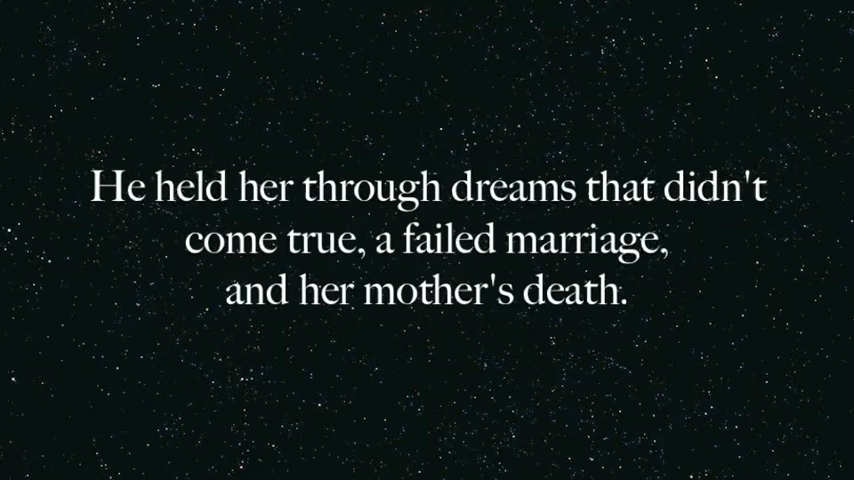 He held her through dreams that didn't
come true, a failed marriage,
and her mother's death.